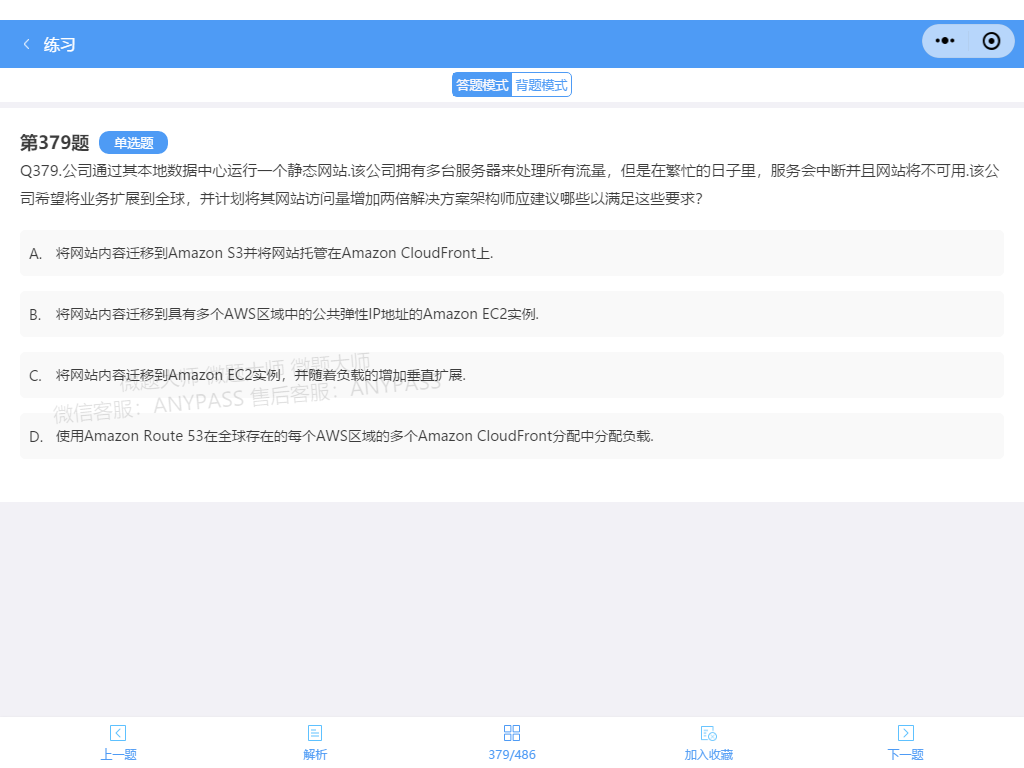 练习
答题模式 背题模式
第379题 单选题
Q379.公司通过其本地数据中心运行一个静态网站.该公司拥有多台服务器来处理所有流量，但是在繁忙的日子里，服务会中断并且网站将不可用.该公
司希望将业务扩展到全球，并计划将其网站访问量增加两倍解决方案架构师应建议哪些以满足这些要求？
A. 将网站内容迁移到Amazon S3并将网站托管在Amazon CloudFront上.
B. 将网站内容迁移到具有多个AWS区域中的公共弹性IP地址的Amazon EC2实例.
微题大师 微题大师 微题大师
C. 将网站内容迁移到Amazon EC2实例，并随着负载的增加垂直扩展.
微信客服：ANYPASS 售后客服：ANYPASS
D. 使用Amazon Route 53在全球存在的每个AWS区域的多个Amazon CloudFront分配中分配负载.
上一题 解析 379/486 加入收藏 下一题